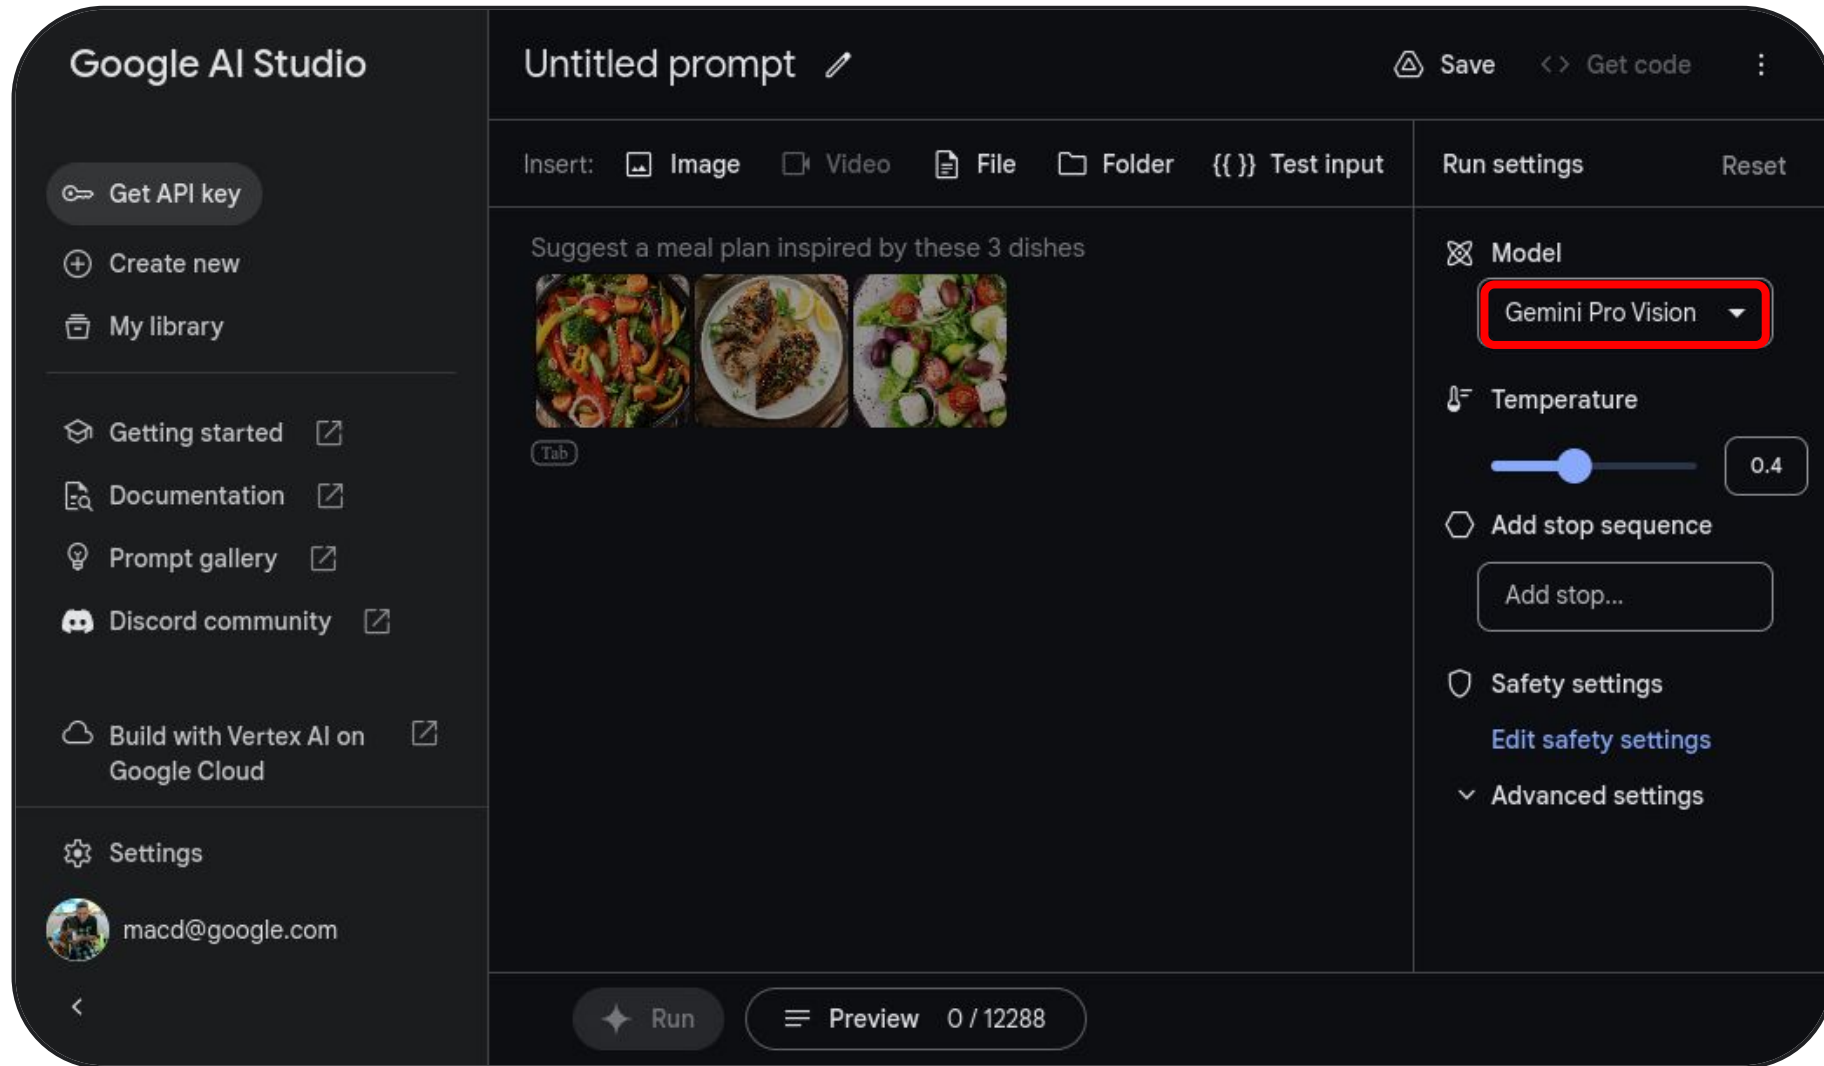 Google AI Studio
Get API key
Create new
My library
Getting started
Documentation
Prompt gallery
Discord community
Build with Vertex AI on
Google Cloud
Settings
macd@google.com
Untitled prompt
Save
<> Get code
Insert:
Image
Video
File
Folder
{{ }} Test input
Suggest a meal plan inspired by these 3 dishes
Tab
Run settings
Reset
Model
Gemini Pro Vision
Temperature
0.4
Add stop sequence
Add stop...
Safety settings
Edit safety settings
Advanced settings
Run
Preview 0 / 12288